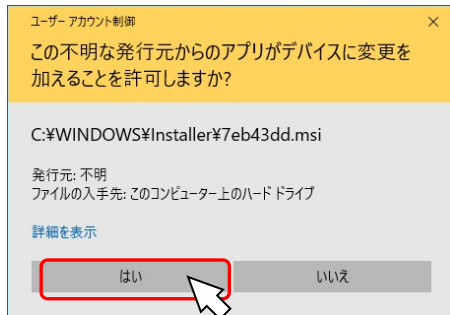 ユーザー アカウント制御
この不明な発行元からのアプリがデバイスに変更を
加えることを許可しますか?
C:¥WINDOWS¥Installer¥7eb43dd.msi
発行元: 不明
ファイルの入手先: このコンピューター上のハード ドライブ
詳細を表示
はい
いいえ